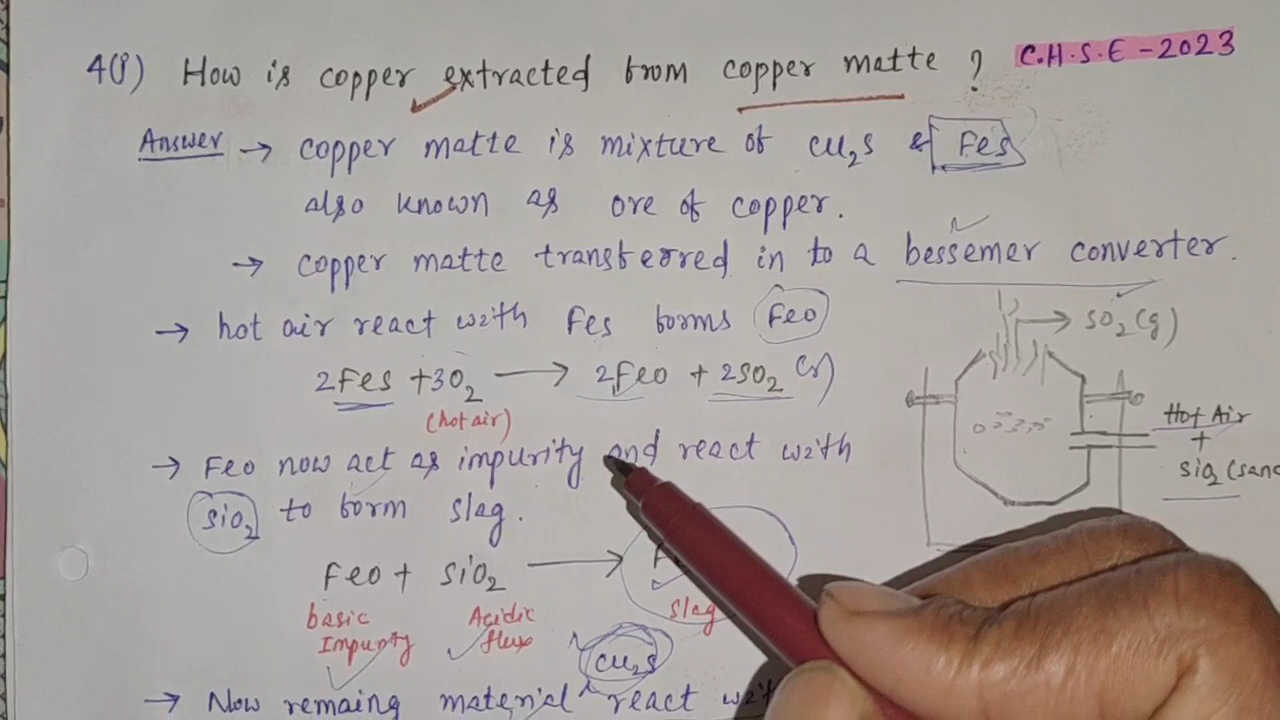 4(i) How is copper extracted from copper matte ? C.H.S.E - 2023
Answer → copper matte is mixture of cu₂s & Fes
also known as ore of copper.
→ copper matte transferred in to a bessemer converter.
→ hot air react with Fes forms Feo
2Fes + 3O₂ → 2Feo + 2SO₂ (g)
(hot air)
SO₂(g)
Hot Air
+
SiO₂ (sand
→ Feo now act as impurity and react with
SiO₂ to form slag.
FeO + SiO₂ →
basic Impurity
Acidic flux
slag
cu₂s
→ Now remaing material react with